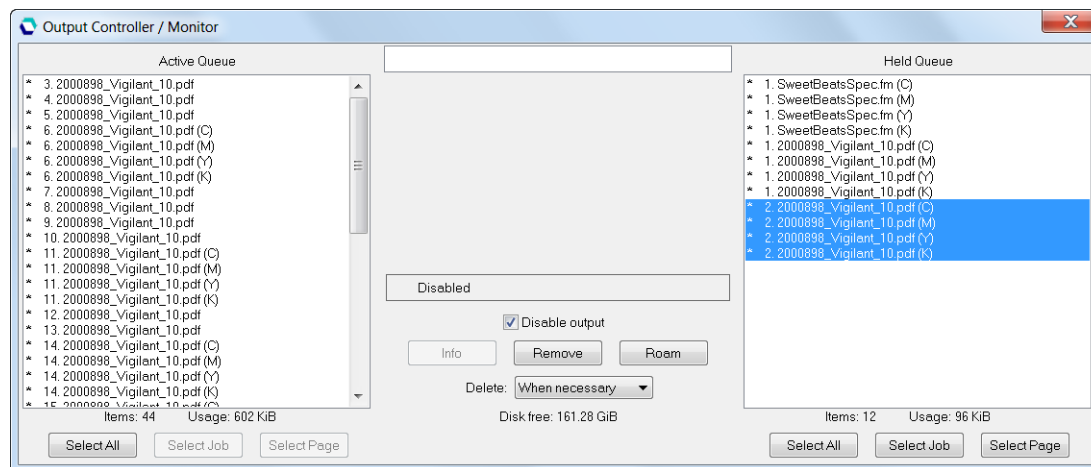 Output Controller / Monitor
Active Queue
* 3. 2000898_Vigilant_10.pdf
* 4. 2000898_Vigilant_10.pdf
* 5. 2000898_Vigilant_10.pdf
* 6. 2000898_Vigilant_10.pdf (C)
* 6. 2000898_Vigilant_10.pdf (M)
* 6. 2000898_Vigilant_10.pdf (Y)
* 6. 2000898_Vigilant_10.pdf (K)
* 7. 2000898_Vigilant_10.pdf
* 8. 2000898_Vigilant_10.pdf
* 9. 2000898_Vigilant_10.pdf
* 10. 2000898_Vigilant_10.pdf
* 11. 2000898_Vigilant_10.pdf (C)
* 11. 2000898_Vigilant_10.pdf (M)
* 11. 2000898_Vigilant_10.pdf (Y)
* 11. 2000898_Vigilant_10.pdf (K)
* 12. 2000898_Vigilant_10.pdf
* 13. 2000898_Vigilant_10.pdf
* 14. 2000898_Vigilant_10.pdf (C)
* 14. 2000898_Vigilant_10.pdf (M)
* 14. 2000898_Vigilant_10.pdf (Y)
* 14. 2000898_Vigilant_10.pdf (K)
* 15. 2000898_Vigilant_10.pdf (C)
Items: 44 Usage: 602 KiB
Select All Select Job Select Page
Disabled
Disable output
Info Remove Roam
Delete: When necessary
Disk free: 161.28 GiB
Held Queue
* 1. SweetBeatsSpec.fm (C)
* 1. SweetBeatsSpec.fm (M)
* 1. SweetBeatsSpec.fm (Y)
* 1. SweetBeatsSpec.fm (K)
* 1. 2000898_Vigilant_10.pdf (C)
* 1. 2000898_Vigilant_10.pdf (M)
* 1. 2000898_Vigilant_10.pdf (Y)
* 1. 2000898_Vigilant_10.pdf (K)
* 2. 2000898_Vigilant_10.pdf (C)
* 2. 2000898_Vigilant_10.pdf (M)
* 2. 2000898_Vigilant_10.pdf (Y)
* 2. 2000898_Vigilant_10.pdf (K)
Items: 12 Usage: 96 KiB
Select All Select Job Select Page